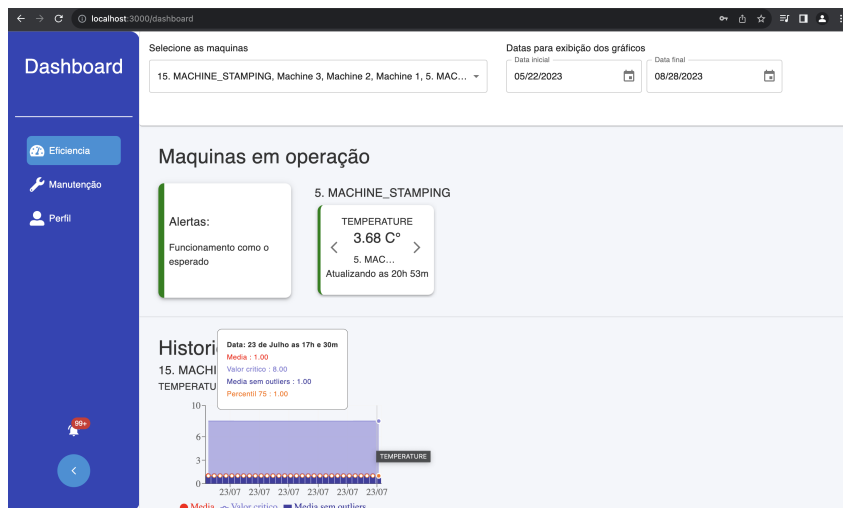 localhost:3000/dashboard
Dashboard
Eficiencia
Manutenção
Perfil
99+
Selecione as maquinas
15. MACHINE_STAMPING, Machine 3, Machine 2, Machine 1, 5. MAC...
Datas para exibição dos gráficos
Data inicial
05/22/2023
Data final
08/28/2023
Maquinas em operação
Alertas:
Funcionamento como o
esperado
5. MACHINE_STAMPING
TEMPERATURE
3.68 C°
5. MAC...
Atualizando as 20h 53m
Histori
15. MACHI
TEMPERATU
Data: 23 de Julho as 17h e 30m
Media : 1.00
Valor critico : 8.00
Media sem outliers : 1.00
Percentil 75 : 1.00
10
6
3
0
TEMPERATURE
23/07 23/07 23/07 23/07 23/07 23/07
Media Valor critico Media sem outliers